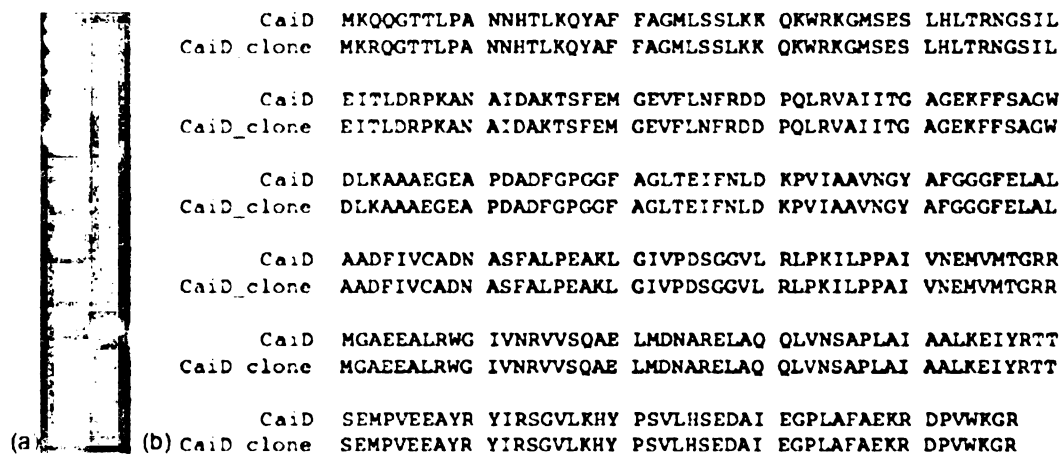 CaiD MKQQGTTLPA NNHTLKQYAF FAGMLSSLKK QKWRKGMSES LHLTRNGSIL
CaiD_clone MKRQGTTLPA NNHTLKQYAF FAGMLSSLKK QKWRKGMSES LHLTRNGSIL
CaiD EITLDRPKAN AIDAKTSFEM GEVFLNFRDD PQLRVAIITG AGEKFFSAGW
CaiD_clone EITLDRPKAN AIDAKTSFEM GEVFLNFRDD PQLRVAIITG AGEKFFSAGW
CaiD DLKAAAEGEA PDADFGPGGF AGLTEIFNLD KPVIAAVNGY AFGGGFELAL
CaiD_clone DLKAAAEGEA PDADFGPGGF AGLTEIFNLD KPVIAAVNGY AFGGGFELAL
CaiD AADFIVCADN ASFALPEAKL GIVPDSGGVL RLPKILPPAI VNEMVMTGRR
CaiD_clone AADFIVCADN ASFALPEAKL GIVPDSGGVL RLPKILPPAI VNEMVMTGRR
CaiD MGAEEALRWG IVNRVVSQAE LMDNARELAQ QLVNSAPLAI AALKEIYRTT
CaiD clone MGAEEALRWG IVNRVVSQAE LMDNARELAQ QLVNSAPLAI AALKEIYRTT
CaiD SEMPVEEAYR YIRSGVLKHY PSVLHSEDAI EGPLAFAEKR DPVWKGR
(a) (b) CaiD clone SEMPVEEAYR YIRSGVLKHY PSVLHSEDAI EGPLAFAEKR DPVWKGR